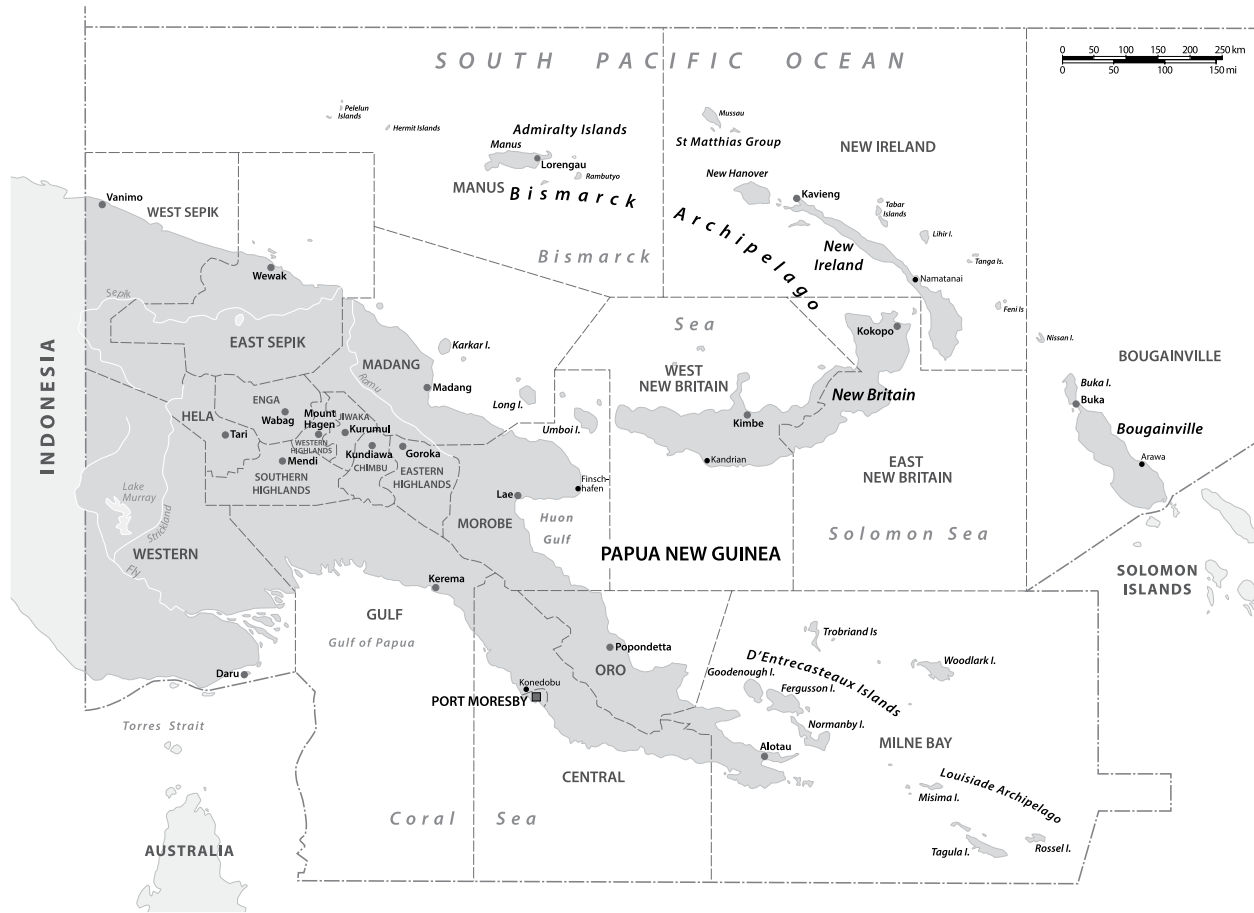 SOUTH PACIFIC OCEAN
0 50 100 150 200 250 km
0 50 100 150 mi
Pelelun
Islands
Hermit Islands
Admiralty Islands
Manus
Lorengau
Rambutyo
MANUS
Bismarck
Archipelago
Mussau
St Matthias Group
NEW IRELAND
New Hanover
Kavieng
Tabar
Islands
Lihir I.
New
Ireland
Tanga Is.
Namatanai
Feni Is
Bismarck
Sea
Vanimo
WEST SEPIK
Wewak
Sepik
EAST SEPIK
MADANG
Karkar I.
Ramu
Madang
Long I.
Umboi I.
Kokopo
WEST
NEW BRITAIN
New Britain
Kimbe
Kandrian
EAST
NEW BRITAIN
Nissan I.
BOUGAINVILLE
Buka I.
Buka
Bougainville
Arawa
INDONESIA
HELA
Tari
ENGA
Wabag
Mount
Hagen
WESTERN
HIGHLANDS
JIWAKA
Kurumul
Kundiawa
CHIMBU
Goroka
EASTERN
HIGHLANDS
Mendi
SOUTHERN
HIGHLANDS
Lake
Murray
Strickland
WESTERN
Fly
Lae
MOROBE
Finsch-
hafen
Huon
Gulf
PAPUA NEW GUINEA
Solomon Sea
SOLOMON
ISLANDS
Kerema
GULF
Gulf of Papua
Daru
Torres Strait
Popondetta
ORO
Konedobu
PORT MORESBY
CENTRAL
Trobriand Is
D'Entrecasteaux Islands
Goodenough I.
Fergusson I.
Normanby I.
Woodlark I.
Alotau
MILNE BAY
Louisiade Archipelago
Misima I.
Tagula I.
Rossel I.
Coral Sea
AUSTRALIA